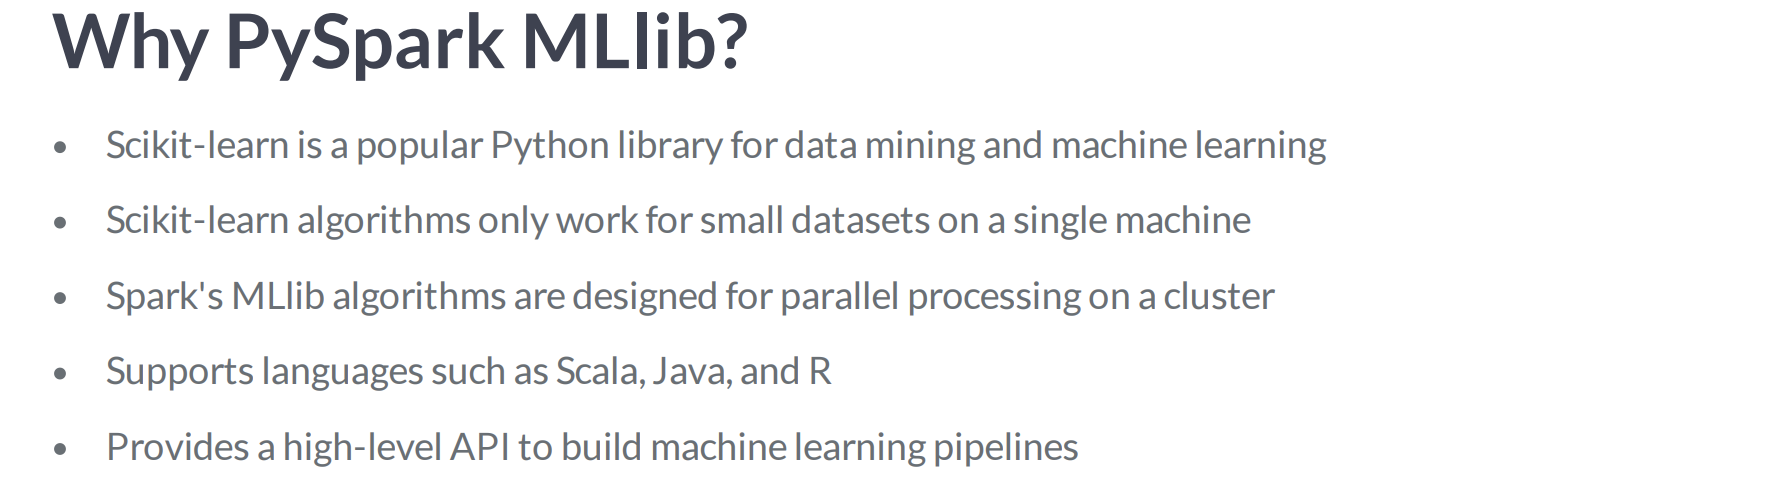 Why PySpark MLlib?
• Scikit-learn is a popular Python library for data mining and machine learning
• Scikit-learn algorithms only work for small datasets on a single machine
• Spark's MLlib algorithms are designed for parallel processing on a cluster
• Supports languages such as Scala, Java, and R
• Provides a high-level API to build machine learning pipelines